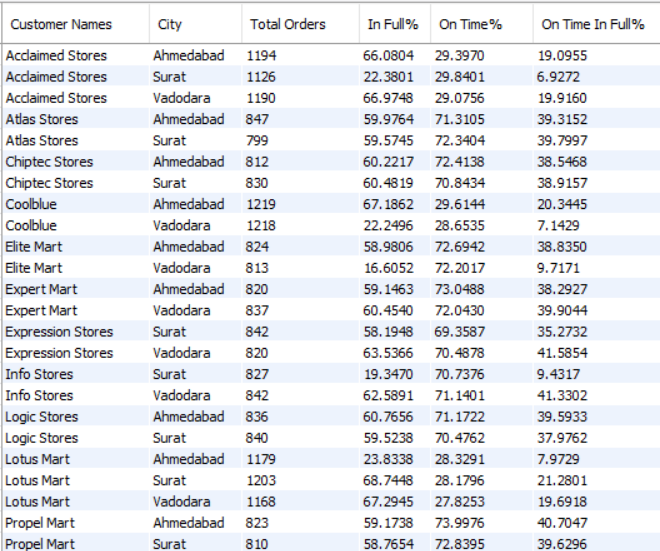 Customer Names City Total Orders In Full% On Time% On Time In Full%
Acclaimed Stores Ahmedabad 1194 66.0804 29.3970 19.0955
Acclaimed Stores Surat 1126 22.3801 29.8401 6.9272
Acclaimed Stores Vadodara 1190 66.9748 29.0756 19.9160
Atlas Stores Ahmedabad 847 59.9764 71.3105 39.3152
Atlas Stores Surat 799 59.5745 72.3404 39.7997
Chiptec Stores Ahmedabad 812 60.2217 72.4138 38.5468
Chiptec Stores Surat 830 60.4819 70.8434 38.9157
Coolblue Ahmedabad 1219 67.1862 29.6144 20.3445
Coolblue Vadodara 1218 22.2496 28.6535 7.1429
Elite Mart Ahmedabad 824 58.9806 72.6942 38.8350
Elite Mart Vadodara 813 16.6052 72.2017 9.7171
Expert Mart Ahmedabad 820 59.1463 73.0488 38.2927
Expert Mart Vadodara 837 60.4540 72.0430 39.9044
Expression Stores Surat 842 58.1948 69.3587 35.2732
Expression Stores Vadodara 820 63.5366 70.4878 41.5854
Info Stores Surat 827 19.3470 70.7376 9.4317
Info Stores Vadodara 842 62.5891 71.1401 41.3302
Logic Stores Ahmedabad 836 60.7656 71.1722 39.5933
Logic Stores Surat 840 59.5238 70.4762 37.9762
Lotus Mart Ahmedabad 1179 23.8338 28.3291 7.9729
Lotus Mart Surat 1203 68.7448 28.1796 21.2801
Lotus Mart Vadodara 1168 67.2945 27.8253 19.6918
Propel Mart Ahmedabad 823 59.1738 73.9976 40.7047
Propel Mart Surat 810 58.7654 72.8395 39.6296